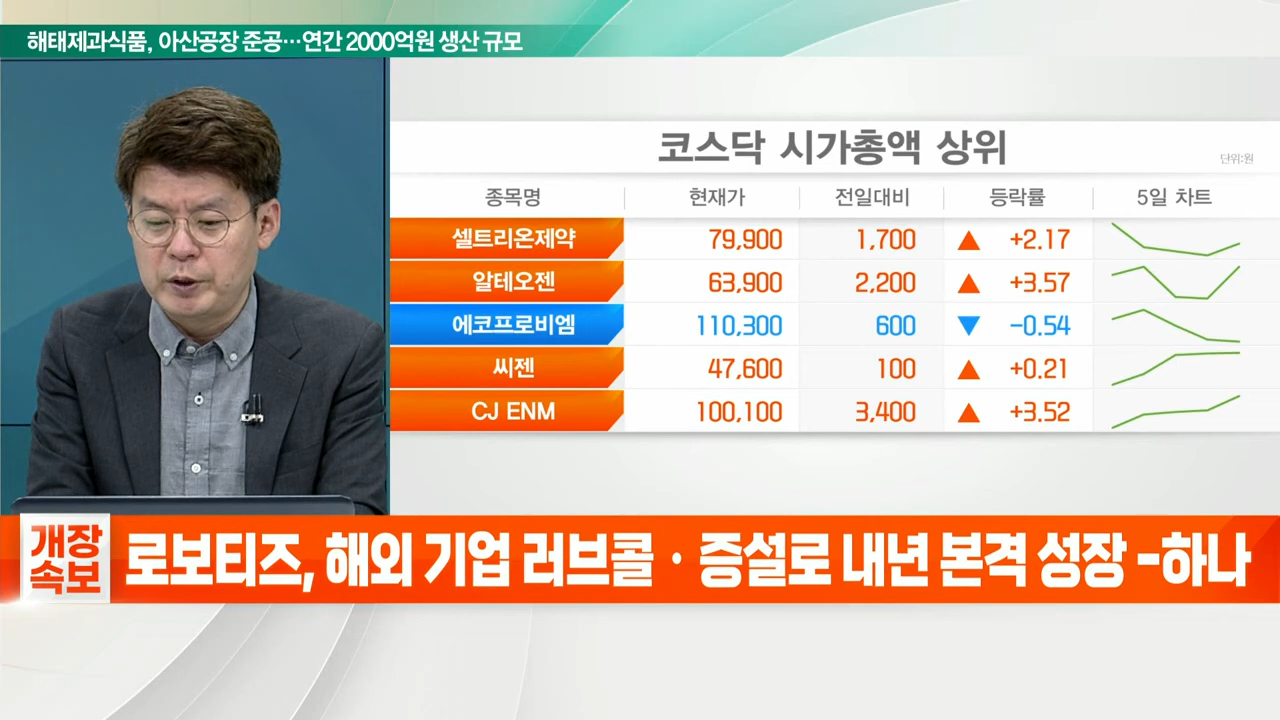 해태제과식품, 아산공장 준공…연간 2000억원 생산 규모
코스닥 시가총액 상위
단위:원
종목명 현재가 전일대비 등락률 5일 차트
셀트리온제약 79,900 1,700 ▲ +2.17
알테오젠 63,900 2,200 ▲ +3.57
에코프로비엠 110,300 600 ▼ -0.54
씨젠 47,600 100 ▲ +0.21
CJ ENM 100,100 3,400 ▲ +3.52
개장
속보
로보티즈, 해외 기업 러브콜·증설로 내년 본격 성장 -하나